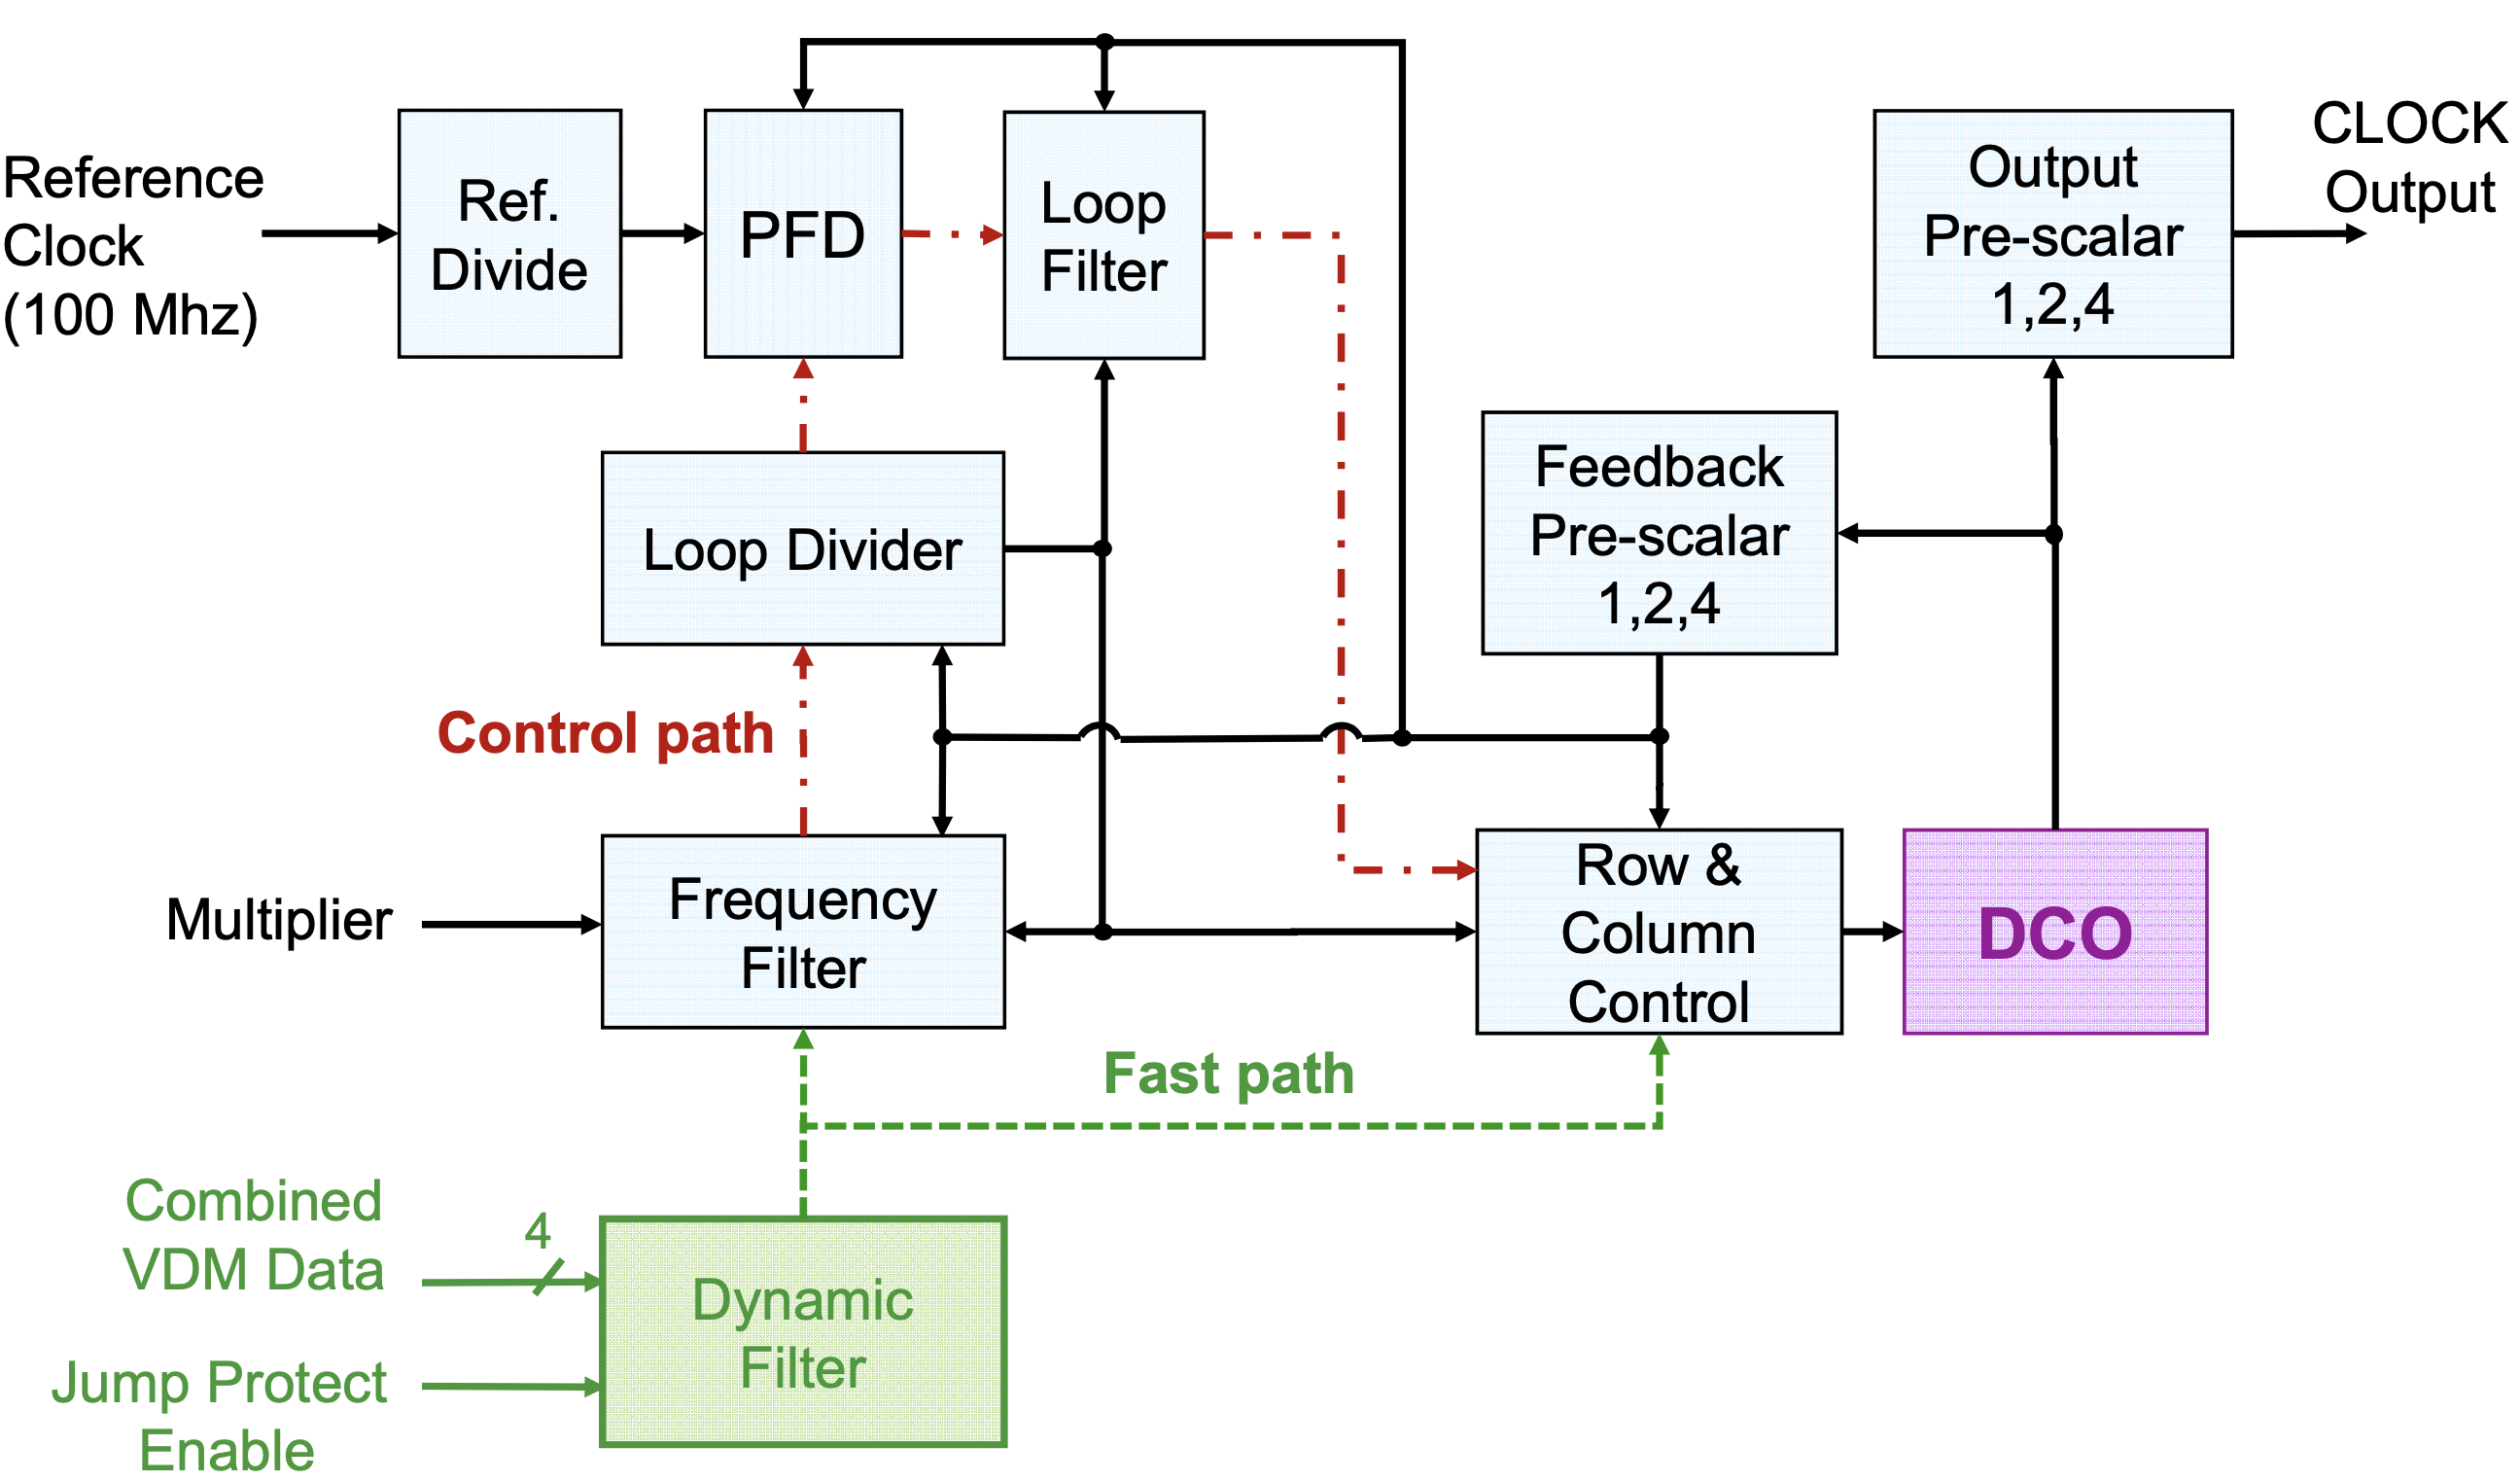 Reference
Clock
(100 Mhz)
Ref.
Divide
PFD
Loop
Filter
Output
Pre-scalar
1,2,4
CLOCK
Output
Loop Divider
Feedback
Pre-scalar
1,2,4
Control path
Multiplier
Frequency
Filter
Row &
Column
Control
DCO
Fast path
Combined
VDM Data
4
Jump Protect
Enable
Dynamic
Filter